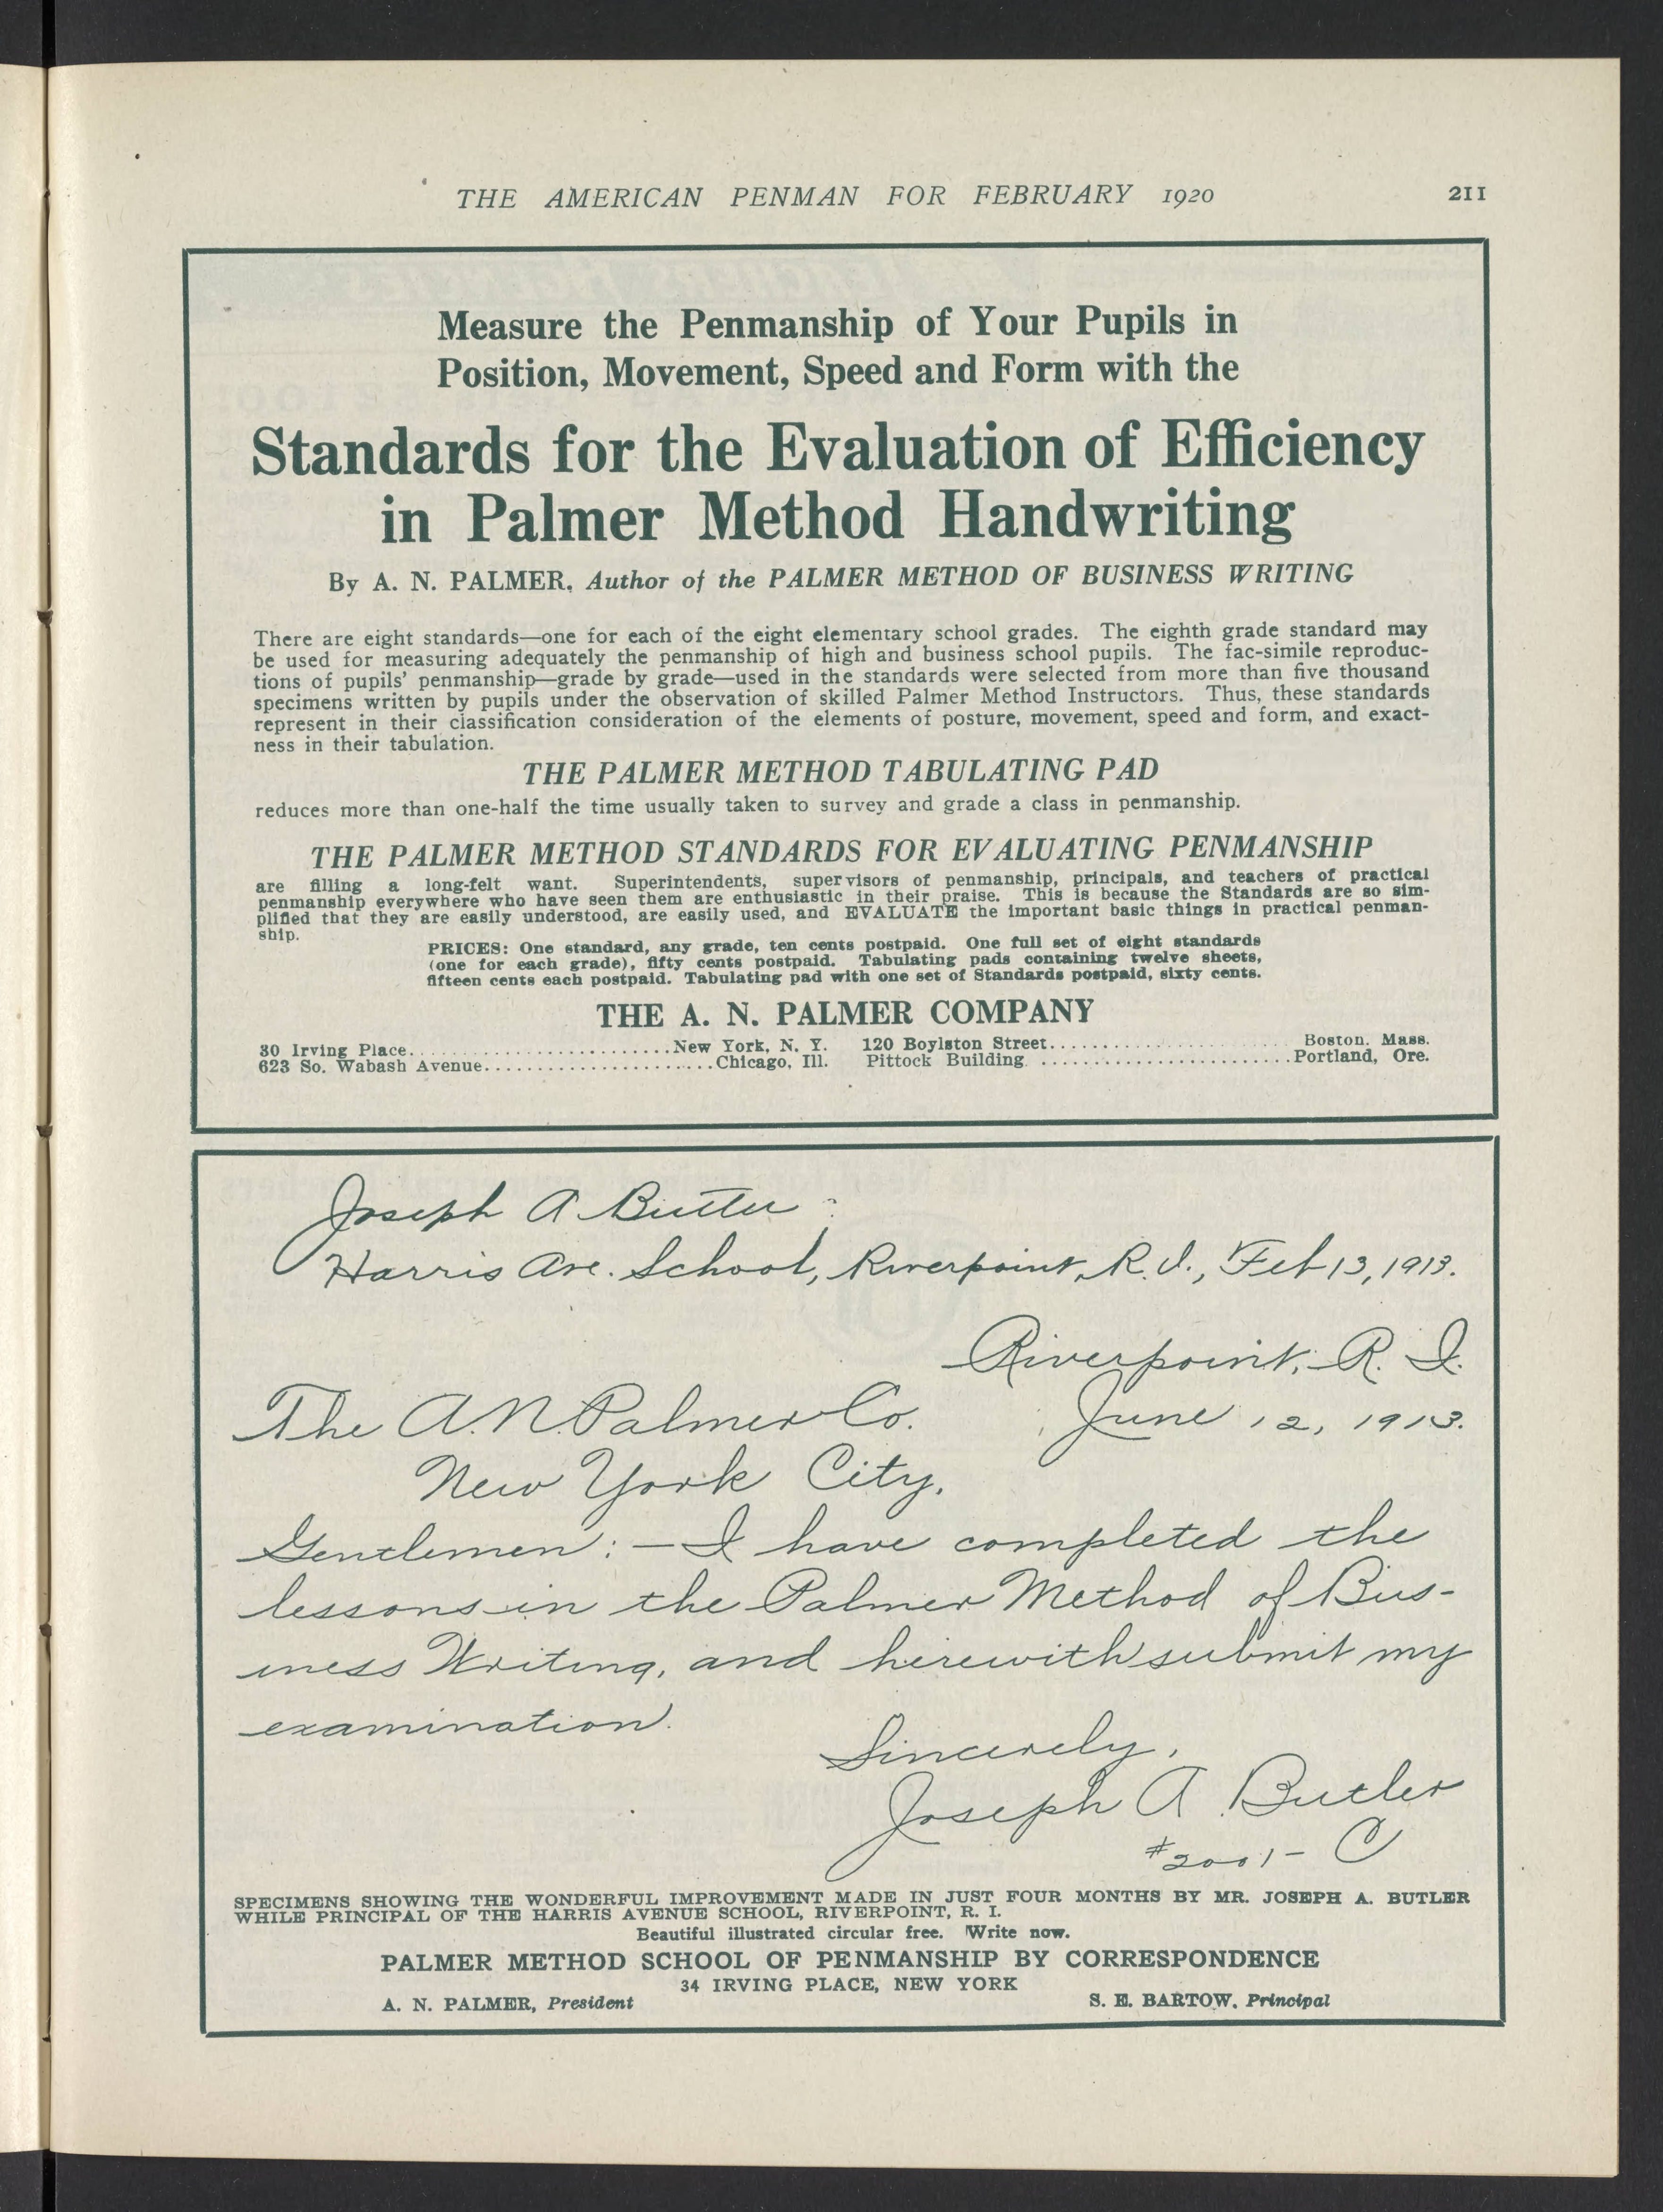 THE AMERICAN PENMAN FOR FEBRUARY 1920 211
Measure the Penmanship of Your Pupils in
Position, Movement, Speed and Form with the
Standards for the Evaluation of Efficiency
in Palmer Method Handwriting
By A. N. PALMER, Author of the PALMER METHOD OF BUSINESS WRITING
There are eight standards—one for each of the eight elementary school grades. The eighth grade standard may
be used for measuring adequately the penmanship of high and business school pupils. The fac-simile reproduc-
tions of pupils' penmanship—grade by grade—used in the standards were selected from more than five thousand
specimens written by pupils under the observation of skilled Palmer Method Instructors. Thus, these standards
represent in their classification consideration of the elements of posture, movement, speed and form, and exact-
ness in their tabulation.
THE PALMER METHOD TABULATING PAD
reduces more than one-half the time usually taken to survey and grade a class in penmanship.
THE PALMER METHOD STANDARDS FOR EVALUATING PENMANSHIP
are filling a long-felt want. Superintendents, supervisors of penmanship, principals, and teachers of practical
penmanship everywhere who have seen them are enthusiastic in their praise. This is because the Standards are so sim-
plified that they are easily understood, are easily used, and EVALUATE the important basic things in practical penman-
ship.
PRICES: One standard, any grade, ten cents postpaid. One full set of eight standards
(one for each grade), fifty cents postpaid. Tabulating pads containing twelve sheets,
fifteen cents each postpaid. Tabulating pad with one set of Standards postpaid, sixty cents.
THE A. N. PALMER COMPANY
30 Irving Place...........................New York, N. Y. 120 Boylston Street........................Boston. Mass.
623 So. Wabash Avenue.......................Chicago, Ill. Pittock Building .........................Portland, Ore.
Joseph A Butler
Harris Ave. School, Riverpoint, R. I., Feb 13, 1913.
Riverpoint, R. I.
The A. N. Palmer Co. June 12, 1913.
New York City.
Gentlemen:—I have completed the
lessons in the Palmer Method of Bus-
iness Writing, and herewith submit my
examination.
Sincerely,
Joseph A. Butler
#2001- C
SPECIMENS SHOWING THE WONDERFUL IMPROVEMENT MADE IN JUST FOUR MONTHS BY MR. JOSEPH A. BUTLER
WHILE PRINCIPAL OF THE HARRIS AVENUE SCHOOL, RIVERPOINT, R. I.
Beautiful illustrated circular free. Write now.
PALMER METHOD SCHOOL OF PENMANSHIP BY CORRESPONDENCE
34 IRVING PLACE, NEW YORK
A. N. PALMER, President S. E. BARTOW, Principal